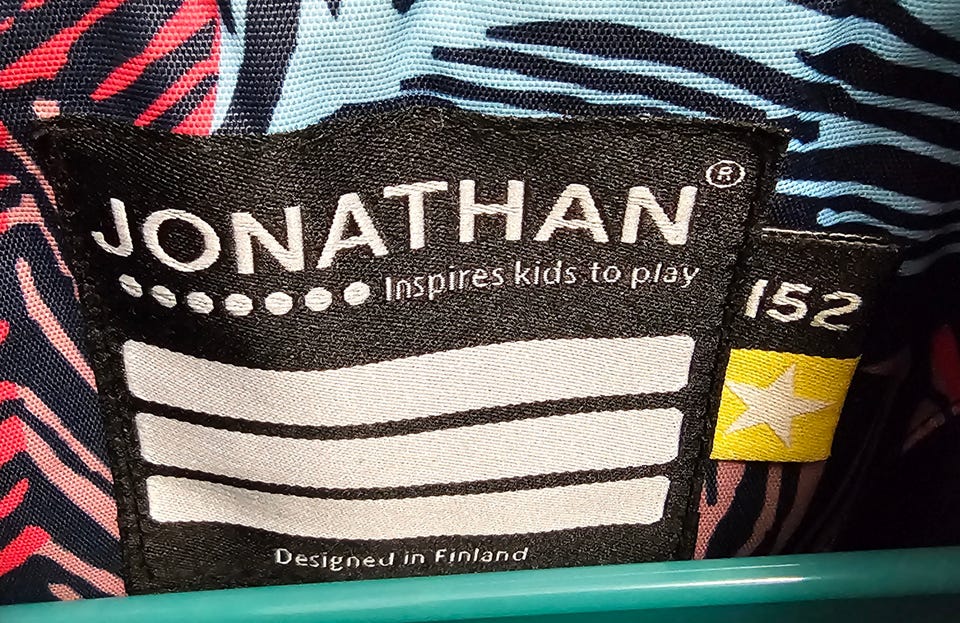 JONATHAN®
Inspires kids to play
152
Designed in Finland